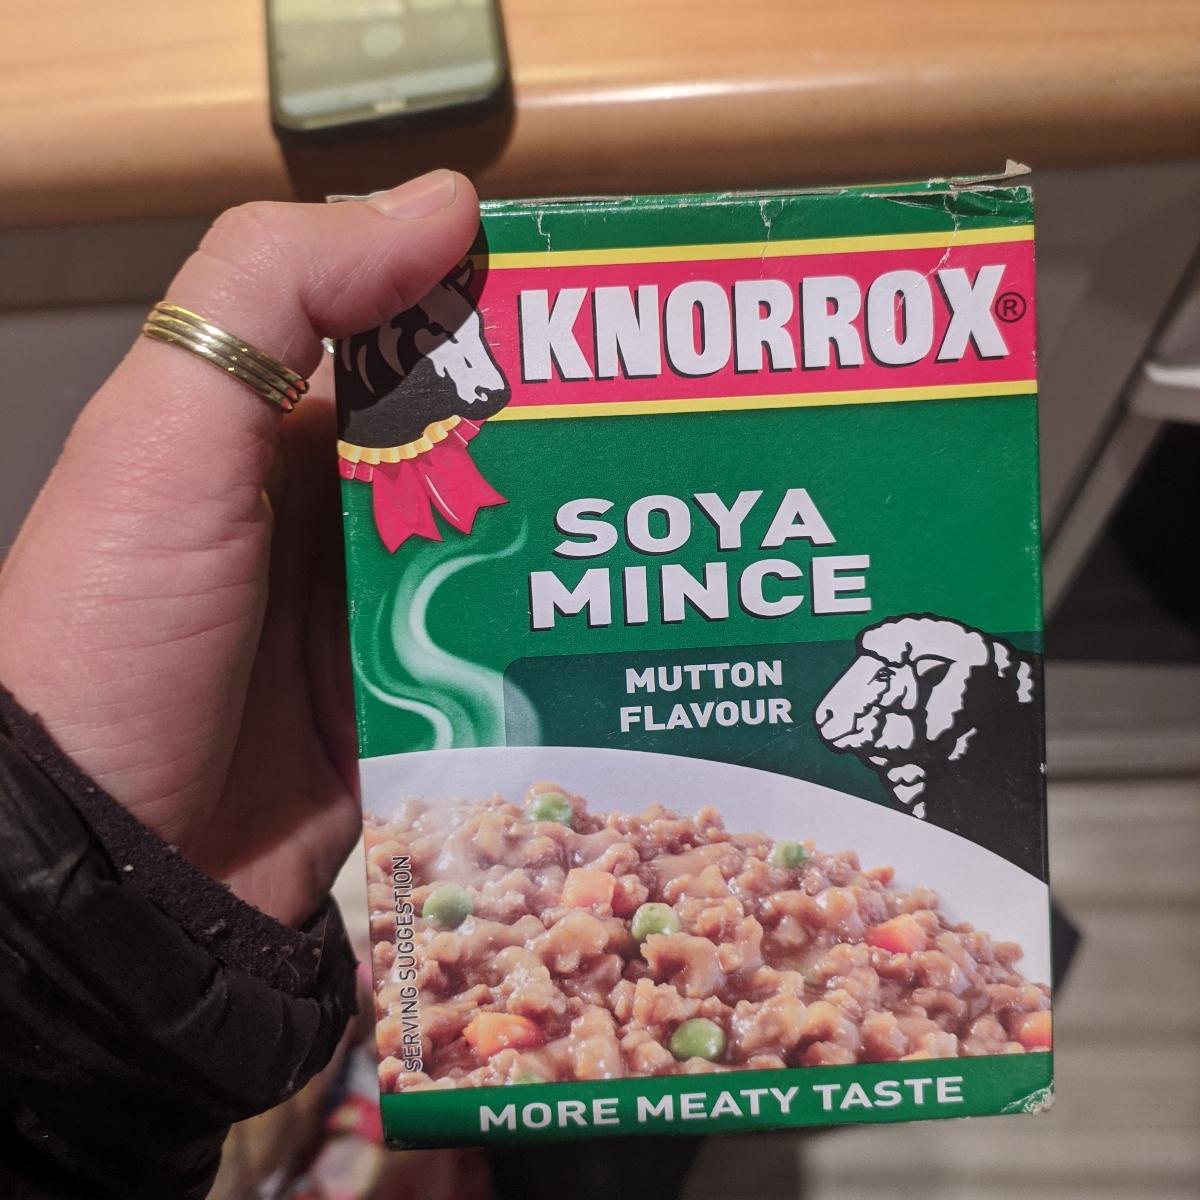 KNORROX®
SOYA
MINCE
MUTTON
FLAVOUR
SERVING SUGGESTION
MORE MEATY TASTE